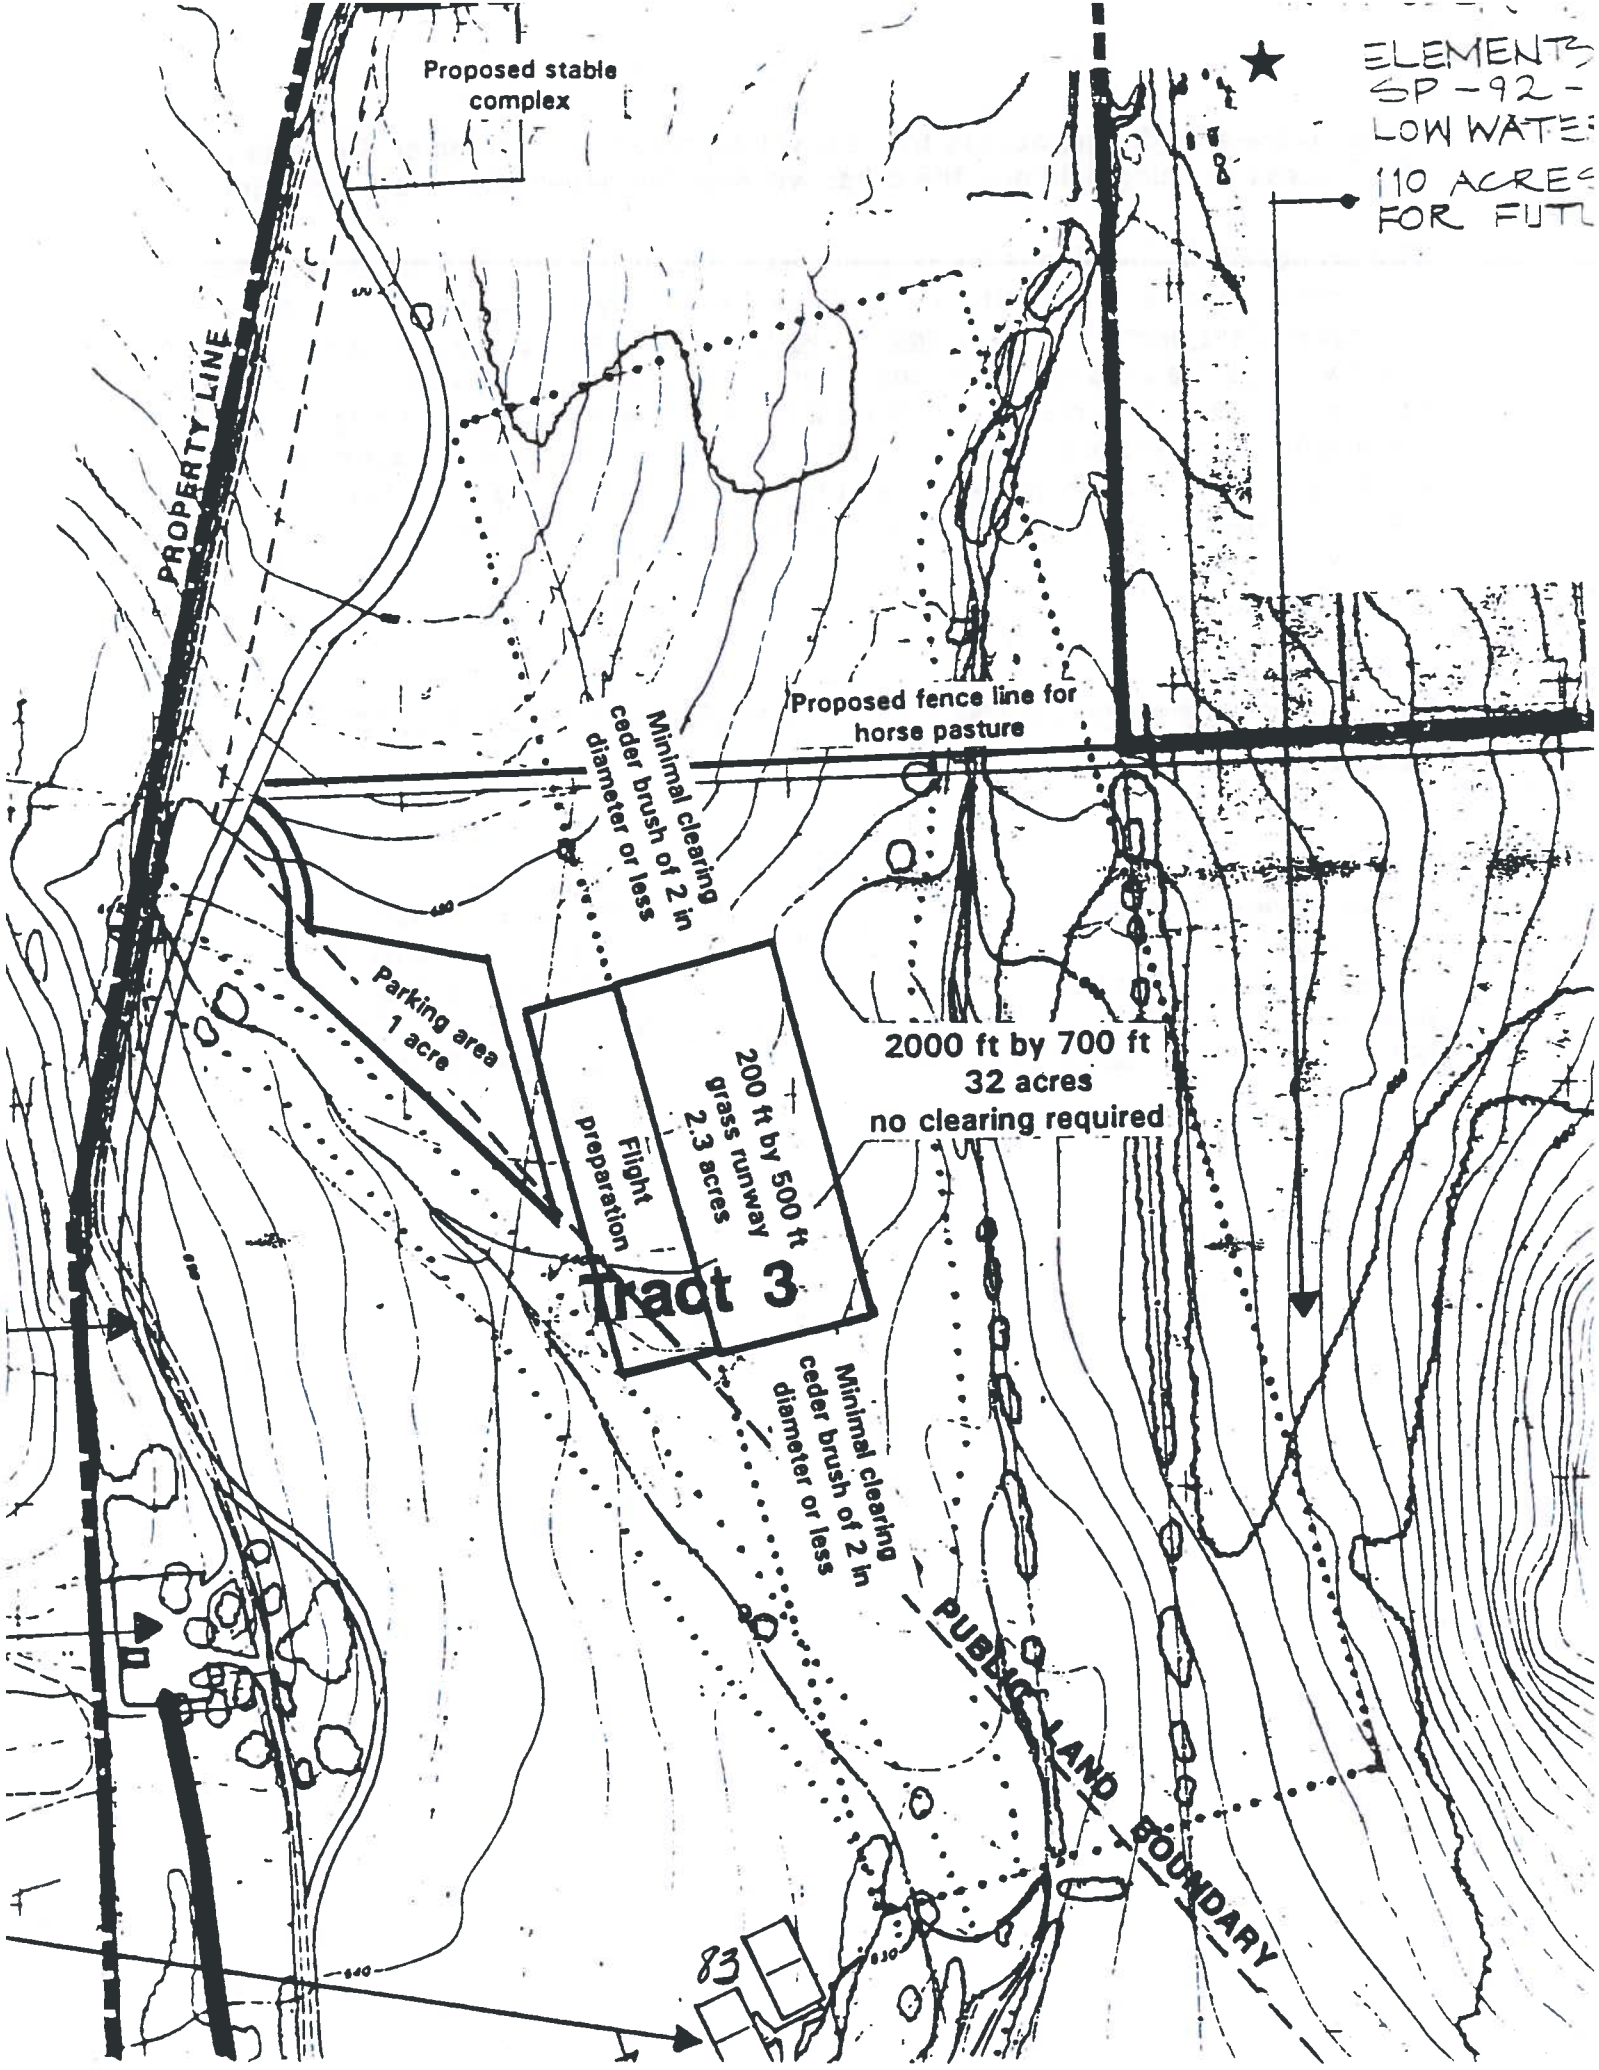 Proposed stable
complex
★ ELEMENTS
SP-92-
LOW WATE
110 ACRES
FOR FUTU
PROPERTY LINE
Proposed fence line for
horse pasture
Minimal clearing
ceder brush of 2 in
diameter or less
Parking area
1 acre
2000 ft by 700 ft
32 acres
no clearing required
200 ft by 500 ft
grass runway
2.3 acres
Flight
preparation
Tract 3
Minimal clearing
ceder brush of 2 in
diameter or less
PUBLIC LAND BOUNDARY
83
640